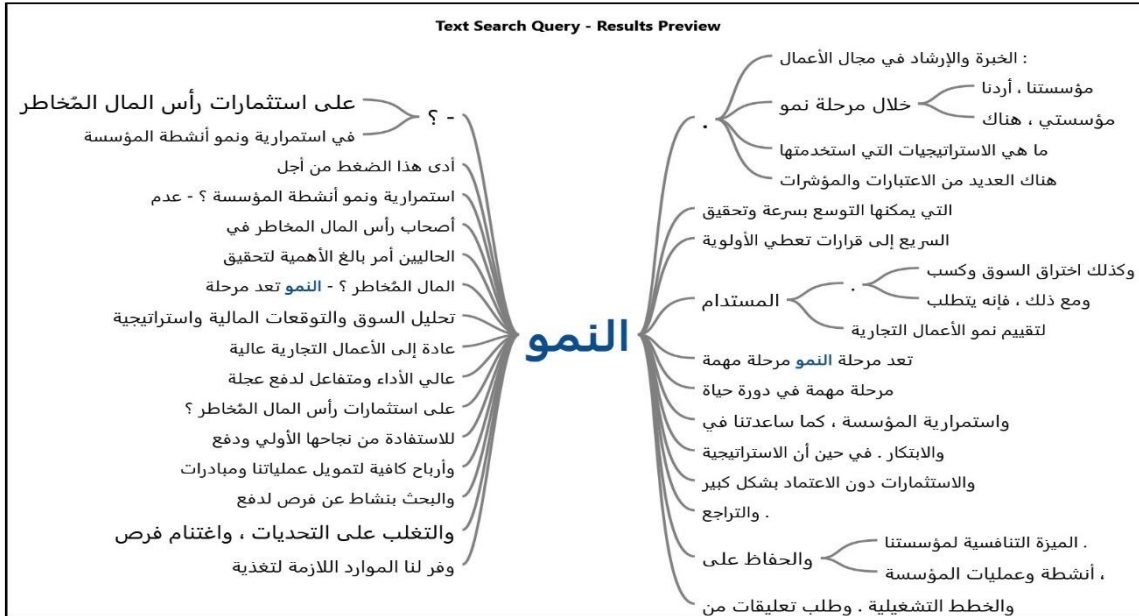 Text Search Query - Results Preview
على استثمارات رأس المال المُخاطر
في استمرارية ونمو أنشطة المؤسسة
- ؟
أدى هذا الضغط من أجل
استمرارية ونمو أنشطة المؤسسة ؟ - عدم
أصحاب رأس المال المخاطر في
الحاليين أمر بالغ الأهمية لتحقيق
المال المُخاطر ؟ - النمو تعد مرحلة
تحليل السوق والتوقعات المالية واستراتيجية
عادة إلى الأعمال التجارية عالية
عالي الأداء ومتفاعل لدفع عجلة
على استثمارات رأس المال المُخاطر ؟
للاستفادة من نجاحها الأولي ودفع
وأرباح كافية لتمويل عملياتنا ومبادرات
والبحث بنشاط عن فرص لدفع
والتغلب على التحديات ، واغتنام فرص
وفر لنا الموارد اللازمة لتغذية
النمو
.
الخبرة والإرشاد في مجال الأعمال :
خلال مرحلة نمو
مؤسستنا ، أردنا
مؤسستي ، هناك
ما هي الاستراتيجيات التي استخدمتها
هناك العديد من الاعتبارات والمؤشرات
التي يمكنها التوسع بسرعة وتحقيق
السريع إلى قرارات تعطي الأولوية
المستدام
.
وكذلك اختراق السوق وكسب
ومع ذلك ، فإنه يتطلب
لتقييم نمو الأعمال التجارية
تعد مرحلة النمو مرحلة مهمة
مرحلة مهمة في دورة حياة
واستمرارية المؤسسة ، كما ساعدتنا في
والابتكار . في حين أن الاستراتيجية
والاستثمارات دون الاعتماد بشكل كبير
والتراجع .
والحفاظ على
الميزة التنافسية لمؤسستنا .
أنشطة وعمليات المؤسسة ،
والخطط التشغيلية . وطلب تعليقات من